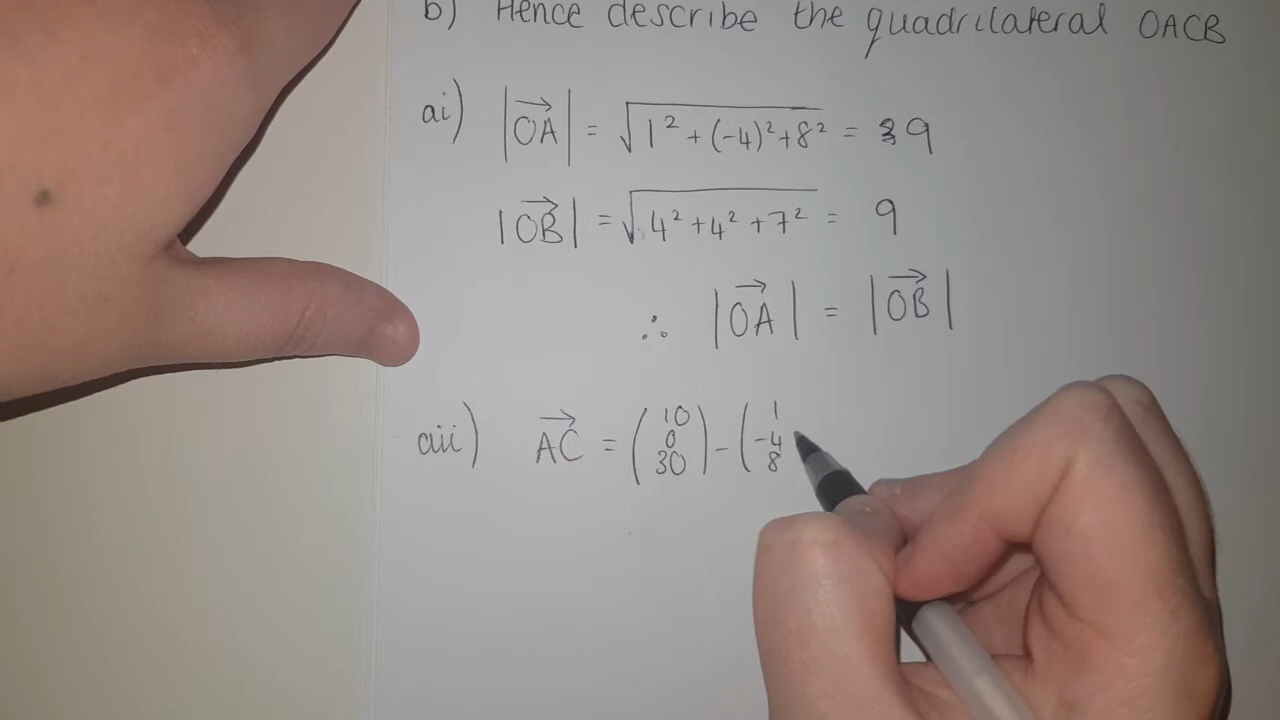 b) Hence describe the quadrilateral OACB
ai) |OA→| = √1² + (-4)² + 8² = 9
|OB→| = √4² + 4² + 7² = 9
∴ |OA→| = |OB→|
aii) AC→ = (10 0 30) - (1 -4 8